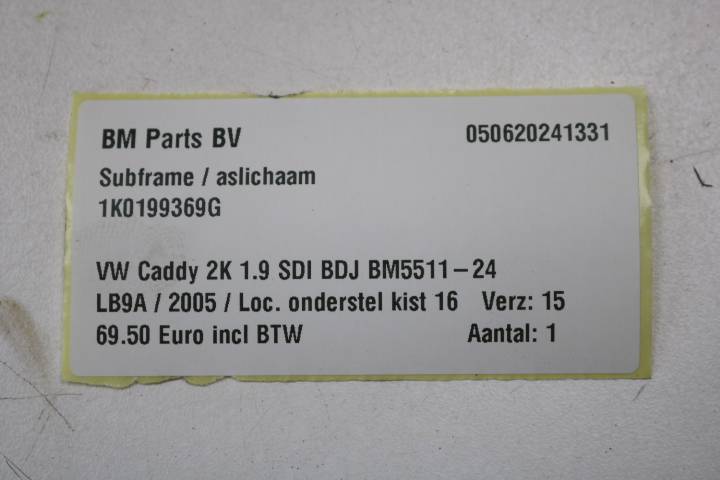 BM Parts BV 050620241331
Subframe / aslichaam
1K0199369G
VW Caddy 2K 1.9 SDI BDJ BM5511-24
LB9A / 2005 / Loc. onderstel kist 16 Verz: 15
69.50 Euro incl BTW Aantal: 1